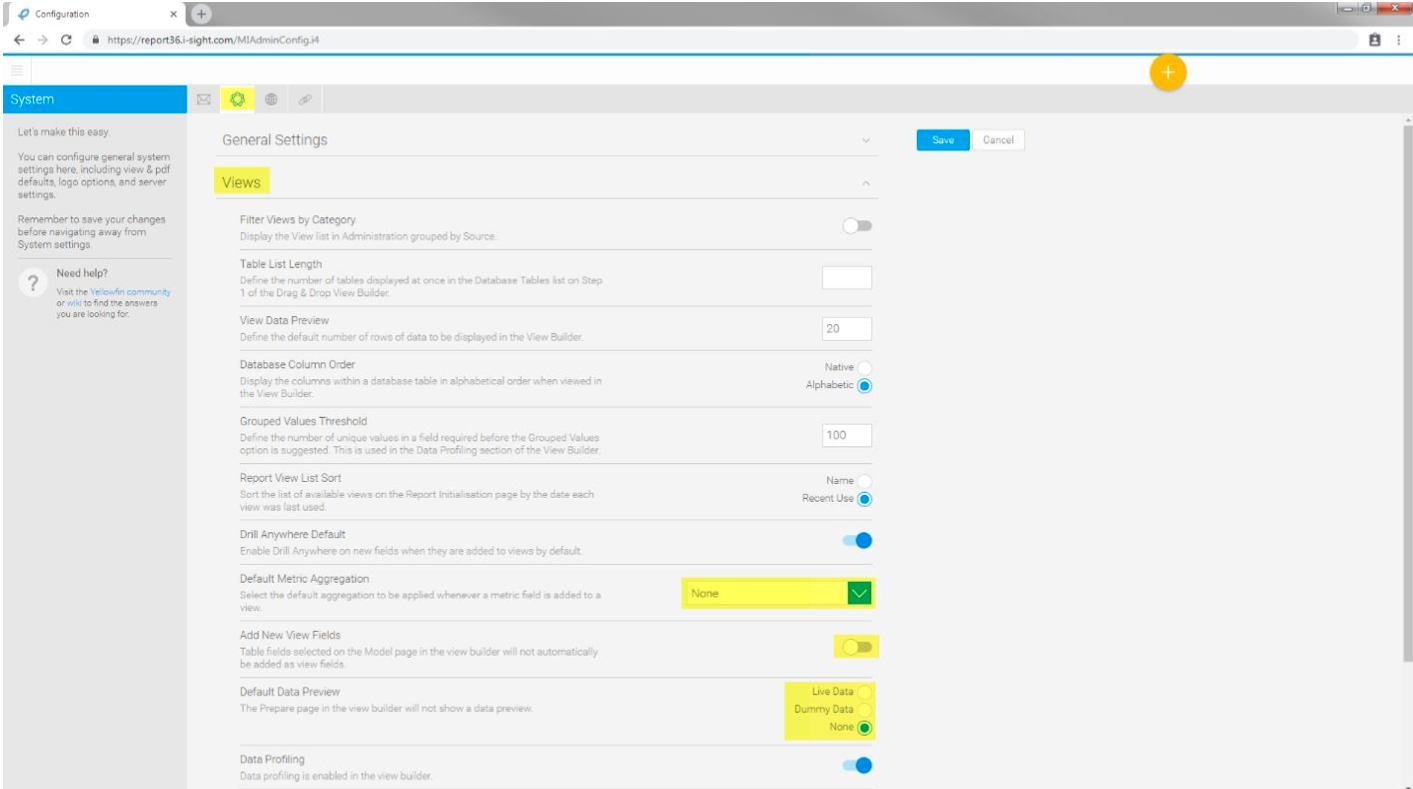 Configuration
https://report36.i-sight.com/MIAdminConfig.i4
System
Let's make this easy.
You can configure general system
settings here, including view & pdf
defaults, logo options, and server
settings.
Remember to save your changes
before navigating away from
System settings.
Need help?
Visit the Yellowfin community
or wiki to find the answers
you are looking for.
General Settings
Save
Cancel
Views
Filter Views by Category
Display the View list in Administration grouped by Source.
Table List Length
Define the number of tables displayed at once in the Database Tables list on Step
1 of the Drag & Drop View Builder.
View Data Preview
Define the default number of rows of data to be displayed in the View Builder.
20
Database Column Order
Display the columns within a database table in alphabetical order when viewed in
the View Builder.
Native
Alphabetic
Grouped Values Threshold
Define the number of unique values in a field required before the Grouped Values
option is suggested. This is used in the Data Profiling section of the View Builder.
100
Report View List Sort
Sort the list of available views on the Report Initialisation page by the date each
view was last used.
Name
Recent Use
Drill Anywhere Default
Enable Drill Anywhere on new fields when they are added to views by default.
Default Metric Aggregation
Select the default aggregation to be applied whenever a metric field is added to a
view.
None
Add New View Fields
Table fields selected on the Model page in the view builder will not automatically
be added as view fields.
Default Data Preview
The Prepare page in the view builder will not show a data preview.
Live Data
Dummy Data
None
Data Profiling
Data profiling is enabled in the view builder.